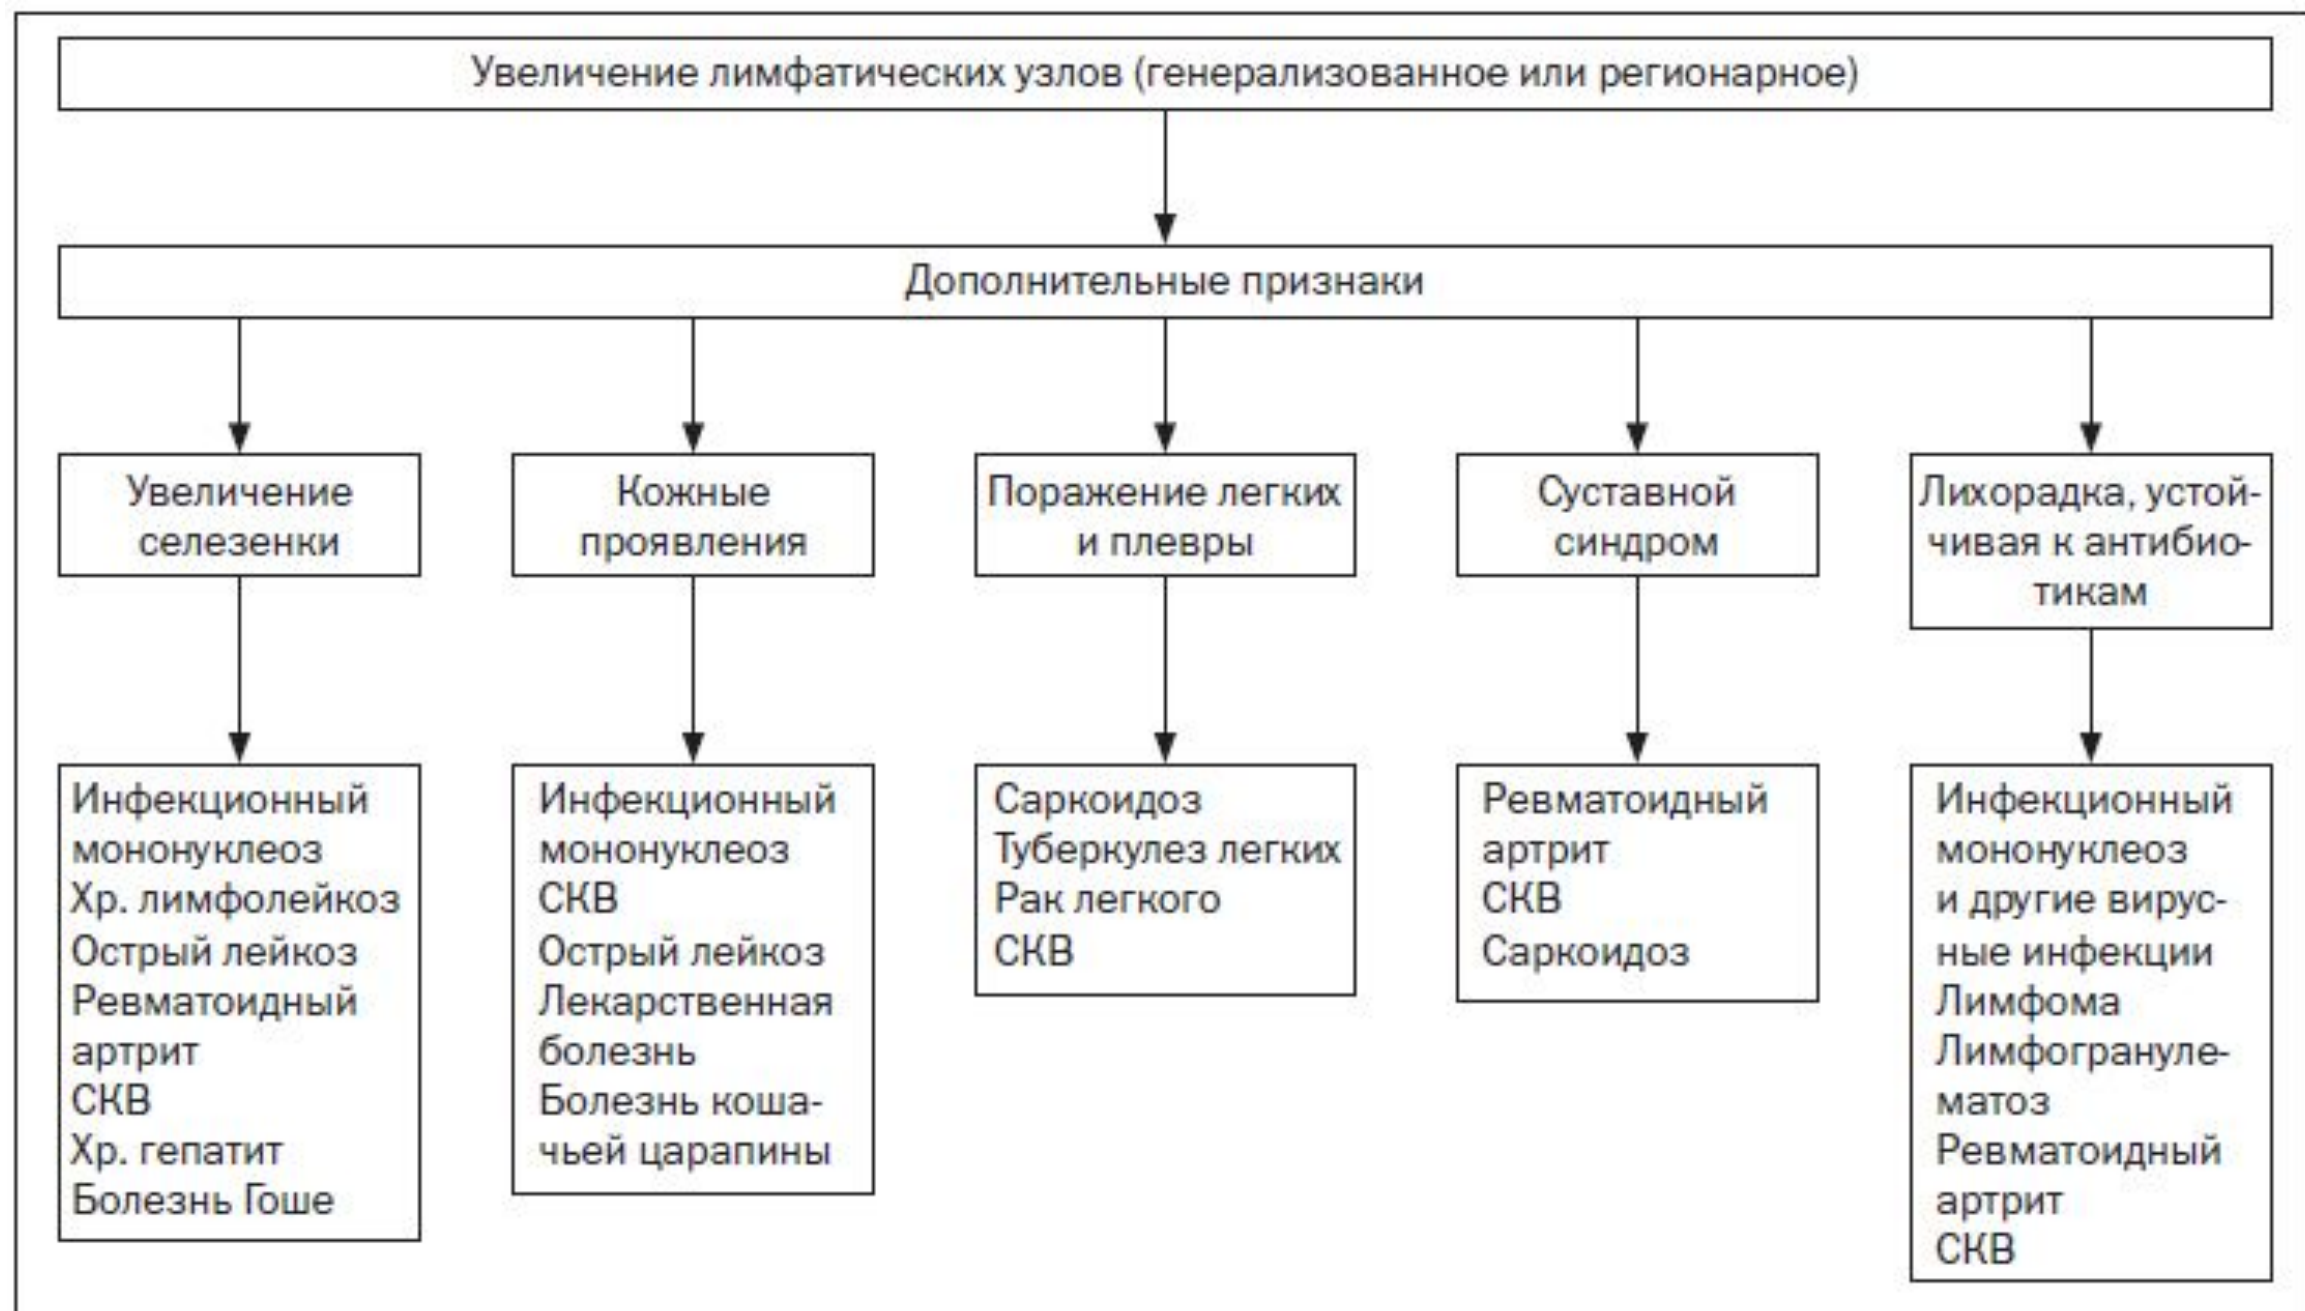 Увеличение лимфатических узлов (генерализованное или регионарное)
Дополнительные признаки
Увеличение
селезенки
Кожные
проявления
Поражение легких
и плевры
Суставной
синдром
Лихорадка, устой-
чивая к антибио-
тикам
Инфекционный
мононуклеоз
Хр. лимфолейкоз
Острый лейкоз
Ревматоидный
артрит
СКВ
Хр. гепатит
Болезнь Гоше
Инфекционный
мононуклеоз
СКВ
Острый лейкоз
Лекарственная
болезнь
Болезнь коша-
чьей царапины
Саркоидоз
Туберкулез легких
Рак легкого
СКВ
Ревматоидный
артрит
СКВ
Саркоидоз
Инфекционный
мононуклеоз
и другие вирус-
ные инфекции
Лимфома
Лимфогрануле-
матоз
Ревматоидный
артрит
СКВ